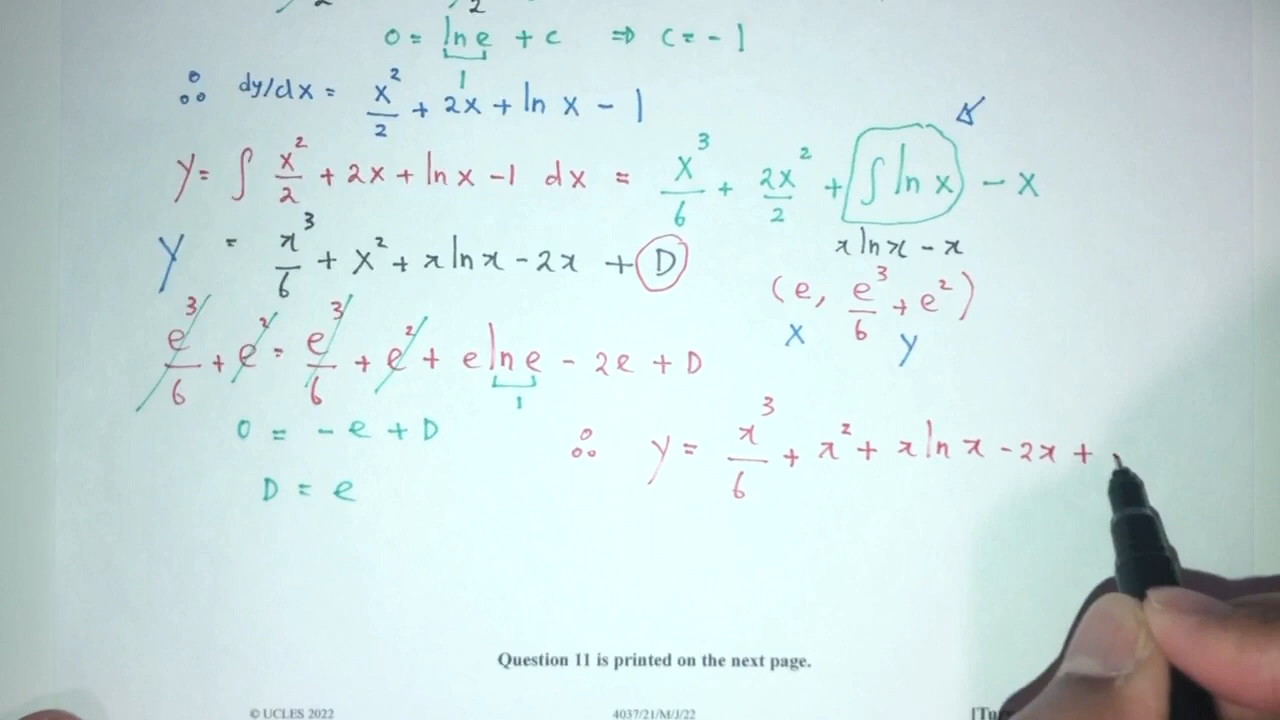 2 2
0 = ln e + c ⇒ c = - 1
1
∴ dy/dx = x²/2 + 2x + ln x - 1
y = ∫ x²/2 + 2x + ln x - 1 dx = x³/6 + 2x²/2 + ∫ ln x - x
x ln x - x
y = x³/6 + x² + x ln x - 2x + D
(e, e³/6 + e²)
x y
e³/6 + e² = e³/6 + e² + e ln e - 2e + D
1
0 = - e + D
∴ y = x³/6 + x² + x ln x - 2x +
D = e
Question 11 is printed on the next page.
© UCLES 2022 4037/21/M/J/22